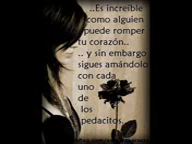 ..Es increíble
como alguien
puede romper
tu corazón..
.. y sin embargo
sigues amándolo
con cada
uno
de
los
pedacitos.